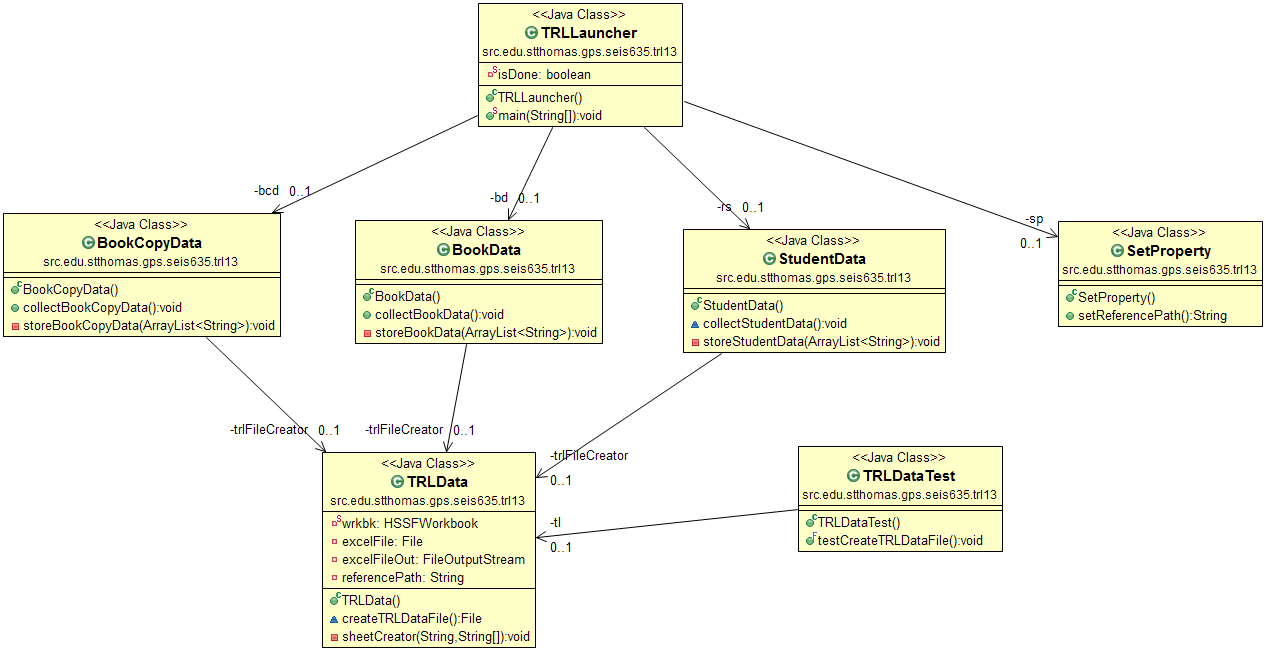 <<Java Class>>
TRLLauncher
src.edu.stthomas.gps.seis635.trl13
isDone: boolean
TRLLauncher()
main(String[]):void
-bcd 0..1
-bd 0..1
-rs 0..1
-sp
0..1
<<Java Class>>
BookCopyData
src.edu.stthomas.gps.seis635.trl13
BookCopyData()
collectBookCopyData():void
storeBookCopyData(ArrayList<String>):void
<<Java Class>>
BookData
src.edu.stthomas.gps.seis635.trl13
BookData()
collectBookData():void
storeBookData(ArrayList<String>):void
<<Java Class>>
StudentData
src.edu.stthomas.gps.seis635.trl13
StudentData()
collectStudentData():void
storeStudentData(ArrayList<String>):void
<<Java Class>>
SetProperty
src.edu.stthomas.gps.seis635.trl13
SetProperty()
setReferencePath():String
-trlFileCreator 0..1
-trlFileCreator 0..1
-trlFileCreator
0..1
-tl
0..1
<<Java Class>>
TRLData
src.edu.stthomas.gps.seis635.trl13
wrkbk: HSSFWorkbook
excelFile: File
excelFileOut: FileOutputStream
referencePath: String
TRLData()
createTRLDataFile():File
sheetCreator(String,String[]):void
<<Java Class>>
TRLDataTest
src.edu.stthomas.gps.seis635.trl13
TRLDataTest()
testCreateTRLDataFile():void